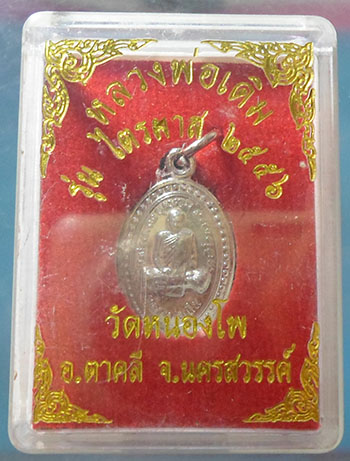 หลวงพ่อเดิม
รุ่น ไตรมาส ๒๕๕๖
วัดหนองโพ
อ.ตาคลี จ.นครสวรรค์